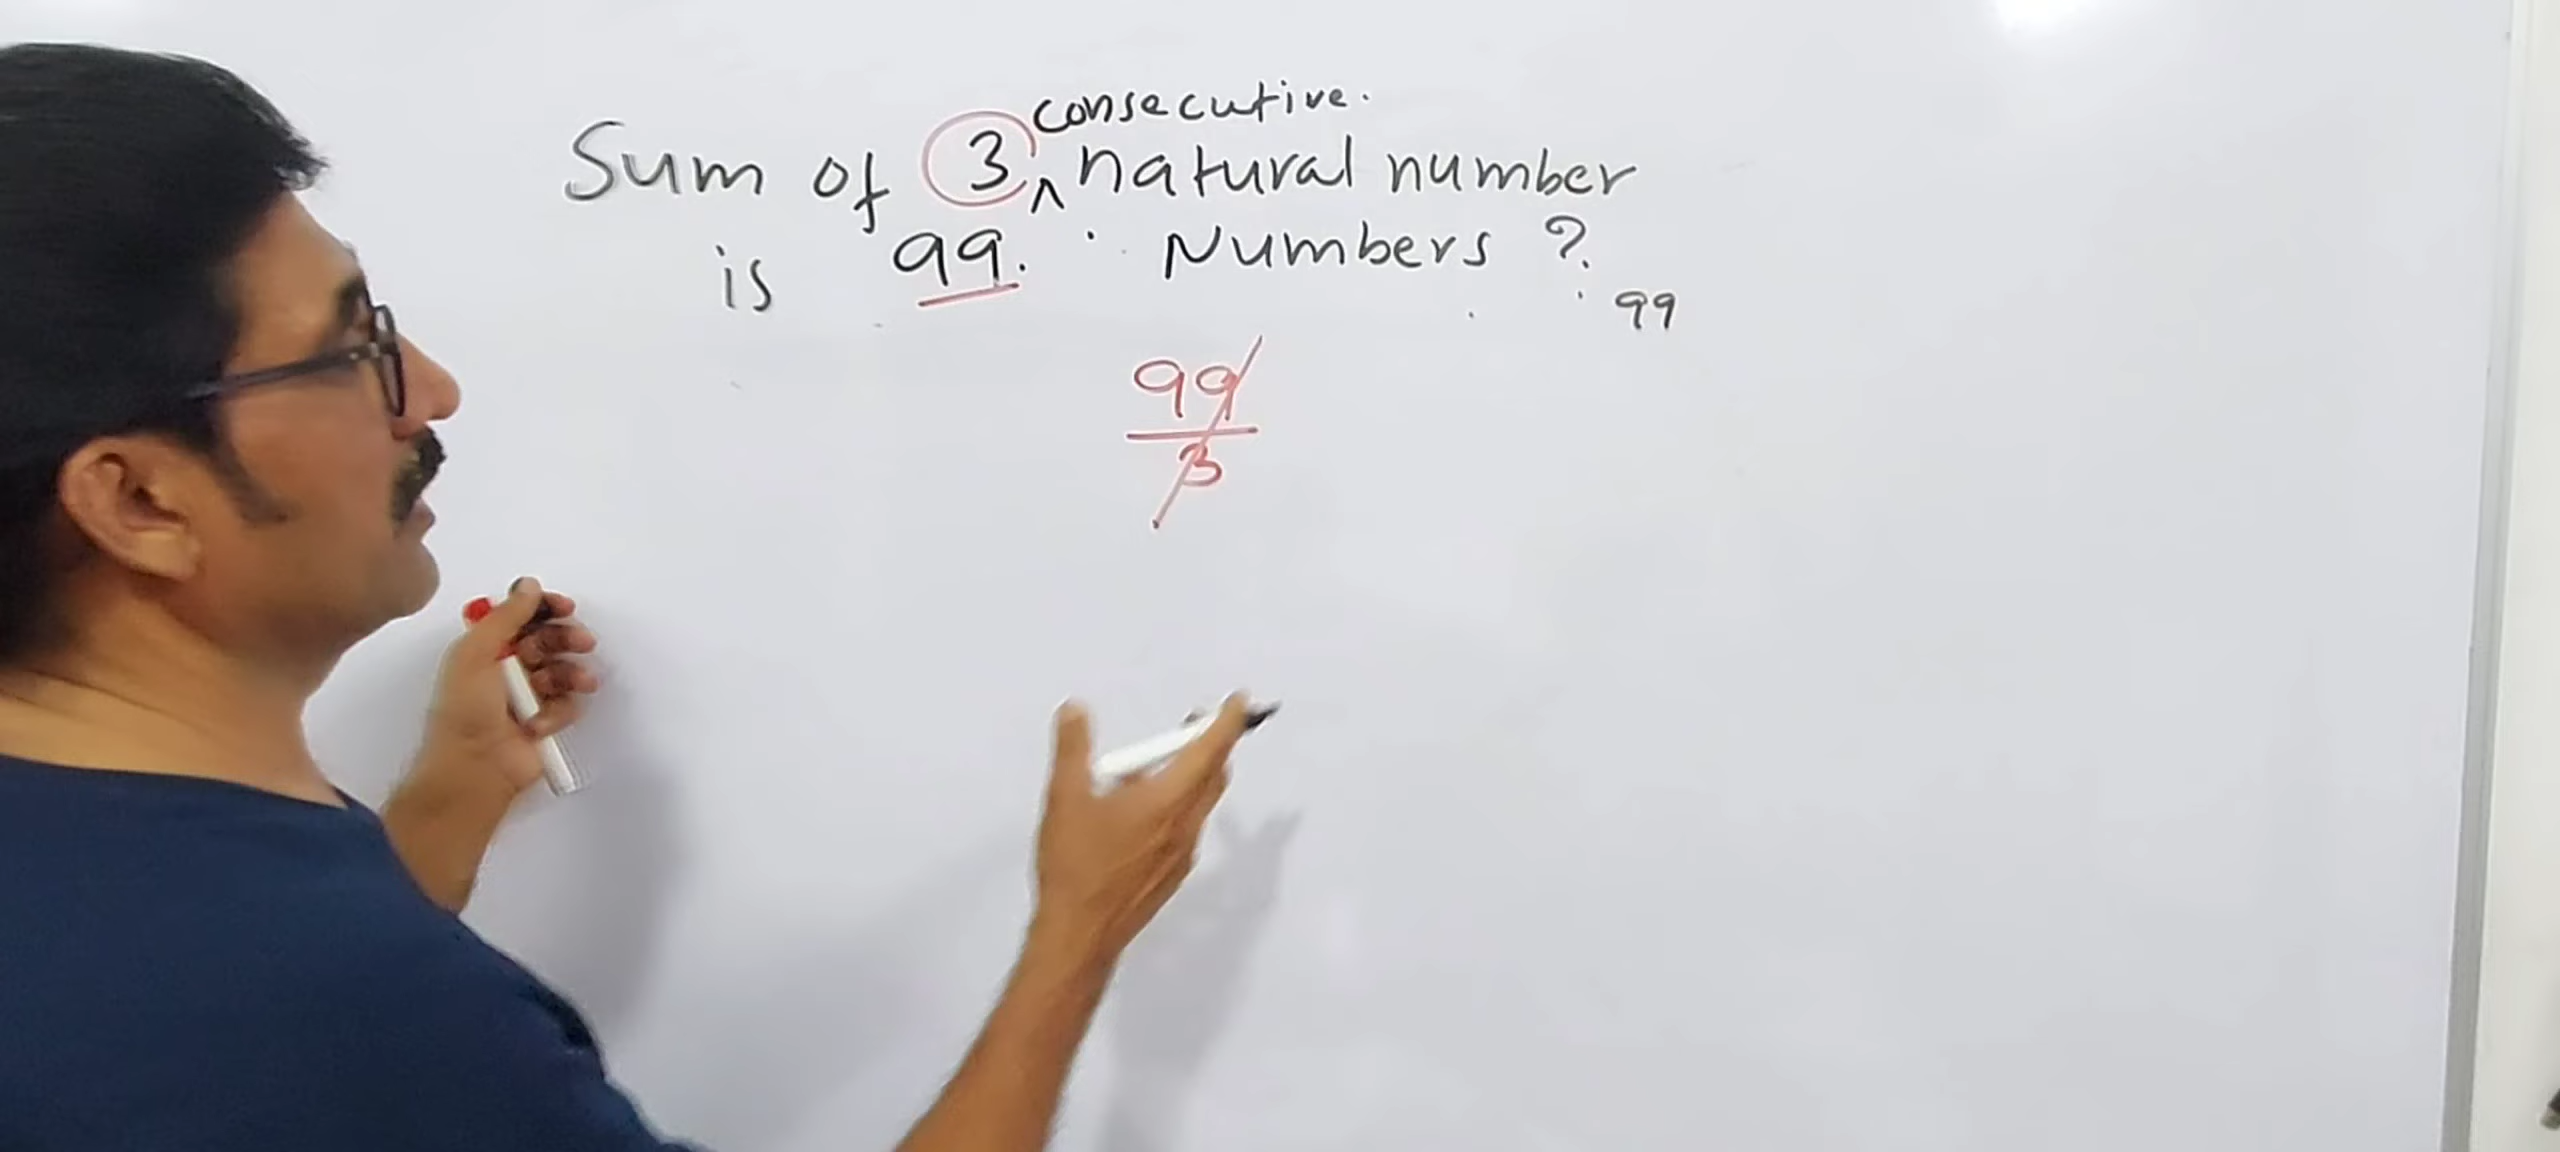 Sum of 3 ^ consecutive. natural number
is 99. Numbers ?
99
99
3